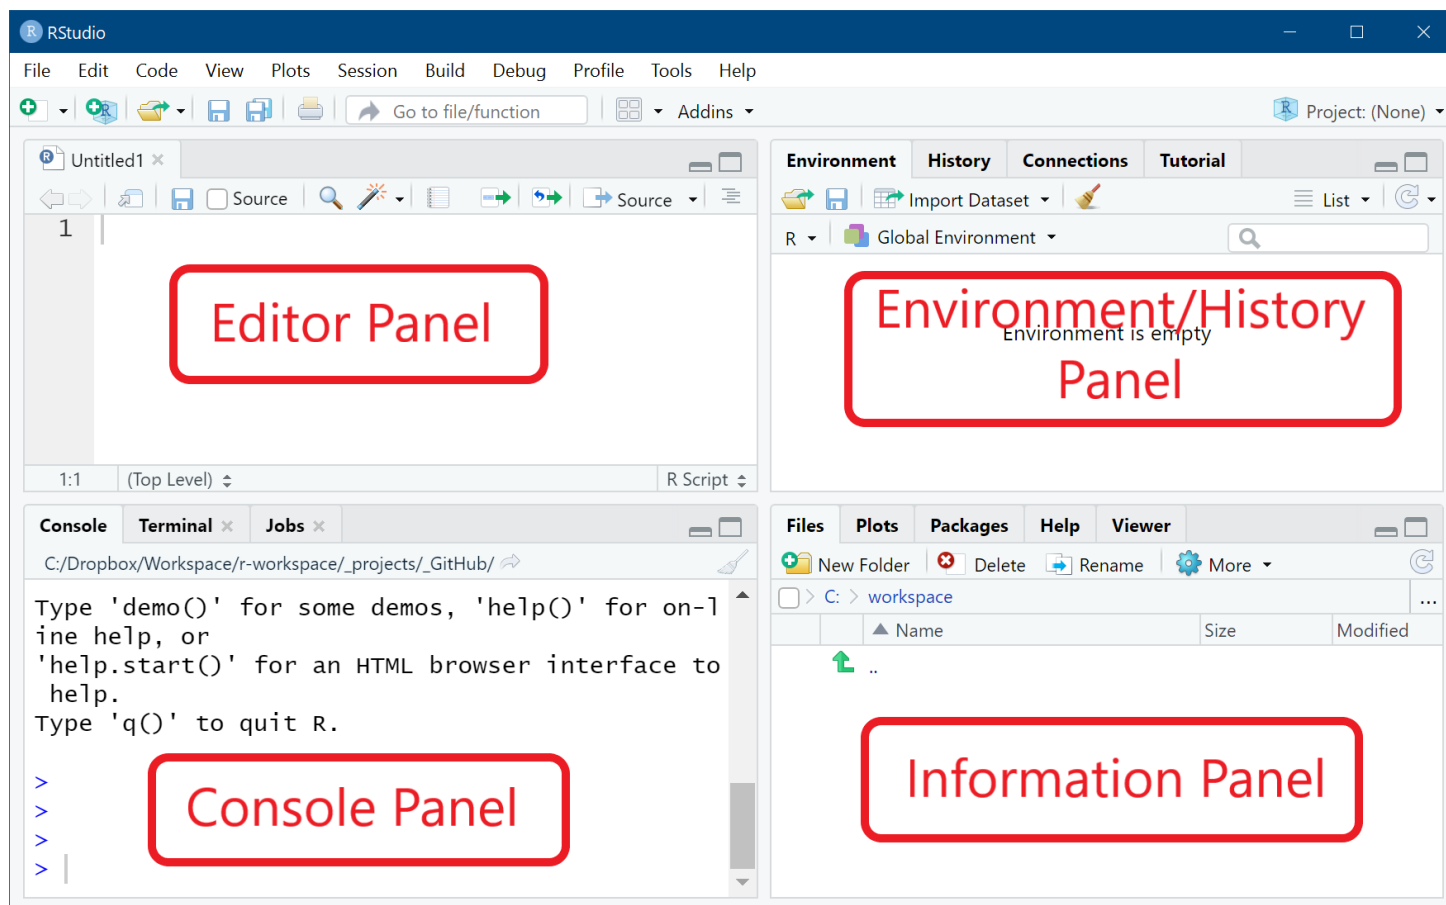 RStudio
File Edit Code View Plots Session Build Debug Profile Tools Help
Go to file/function Addins Project: (None)
Untitled1
Source Source
1
Editor Panel
1:1 (Top Level) R Script
Environment History Connections Tutorial
Import Dataset List
R Global Environment
Environment/History
Environment is empty
Panel
Console Terminal Jobs
C:/Dropbox/Workspace/r-workspace/_projects/_GitHub/
Type 'demo()' for some demos, 'help()' for on-l
ine help, or
'help.start()' for an HTML browser interface to
 help.
Type 'q()' to quit R.
>
>
>
>
Console Panel
Files Plots Packages Help Viewer
New Folder Delete Rename More
C: workspace ...
Name Size Modified
..
Information Panel